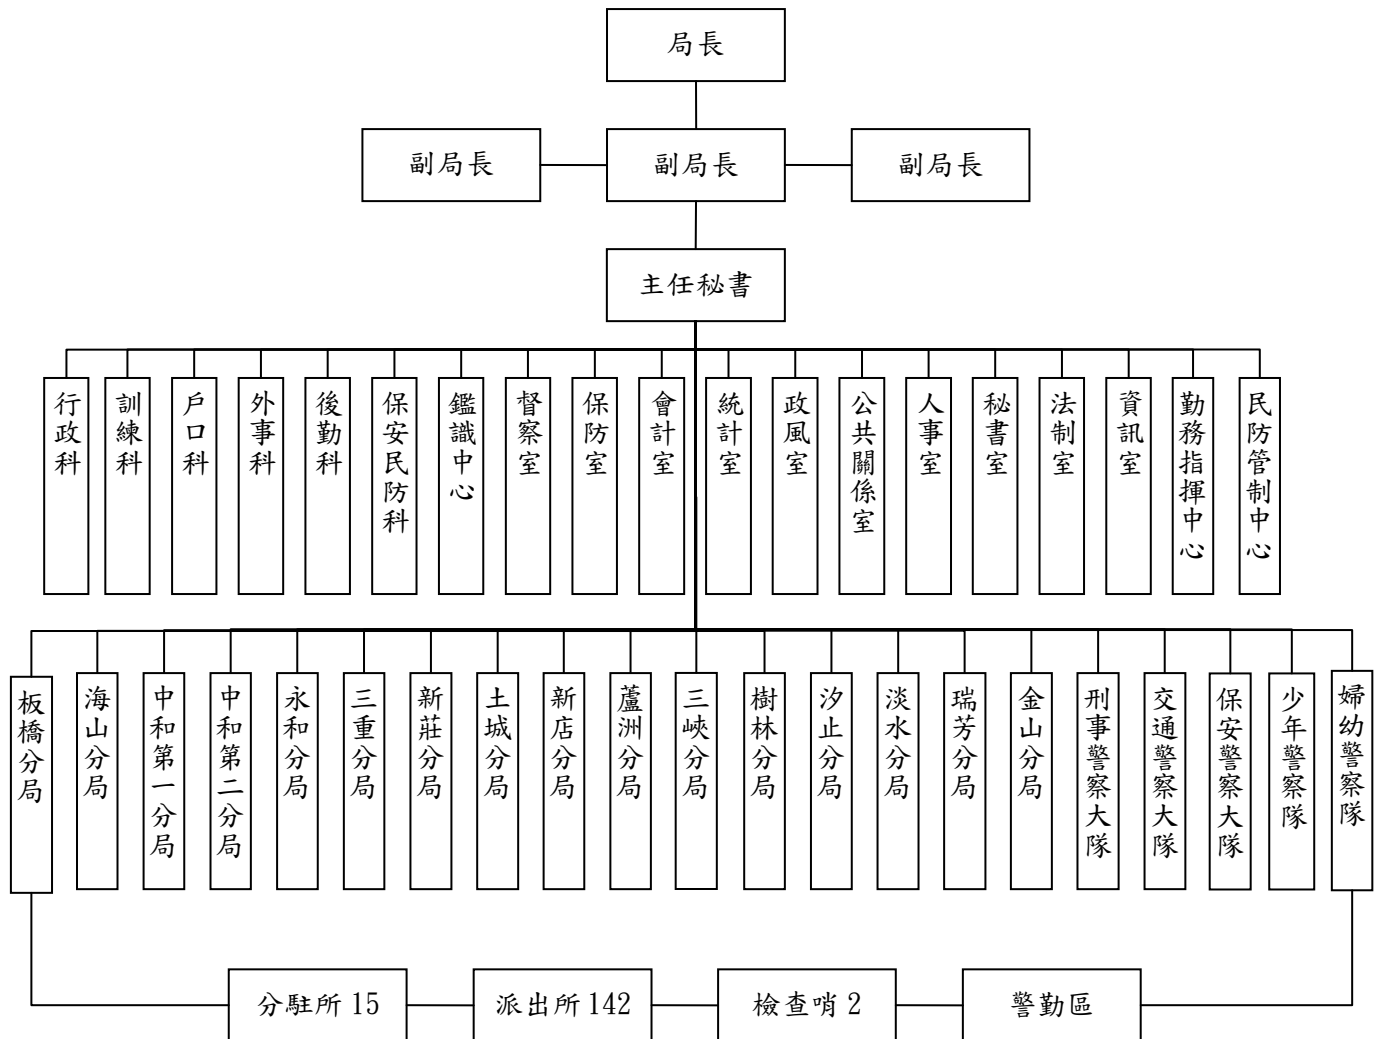 局長
副局長
副局長
副局長
主任秘書
行政科
訓練科
戶口科
外事科
後勤科
保安民防科
鑑識中心
督察室
保防室
會計室
統計室
政風室
公共關係室
人事室
秘書室
法制室
資訊室
勤務指揮中心
民防管制中心
板橋分局
海山分局
中和第一分局
中和第二分局
永和分局
三重分局
新莊分局
土城分局
新店分局
蘆洲分局
三峽分局
樹林分局
汐止分局
淡水分局
瑞芳分局
金山分局
刑事警察大隊
交通警察大隊
保安警察大隊
少年警察隊
婦幼警察隊
分駐所 15
派出所 142
檢查哨 2
警勤區